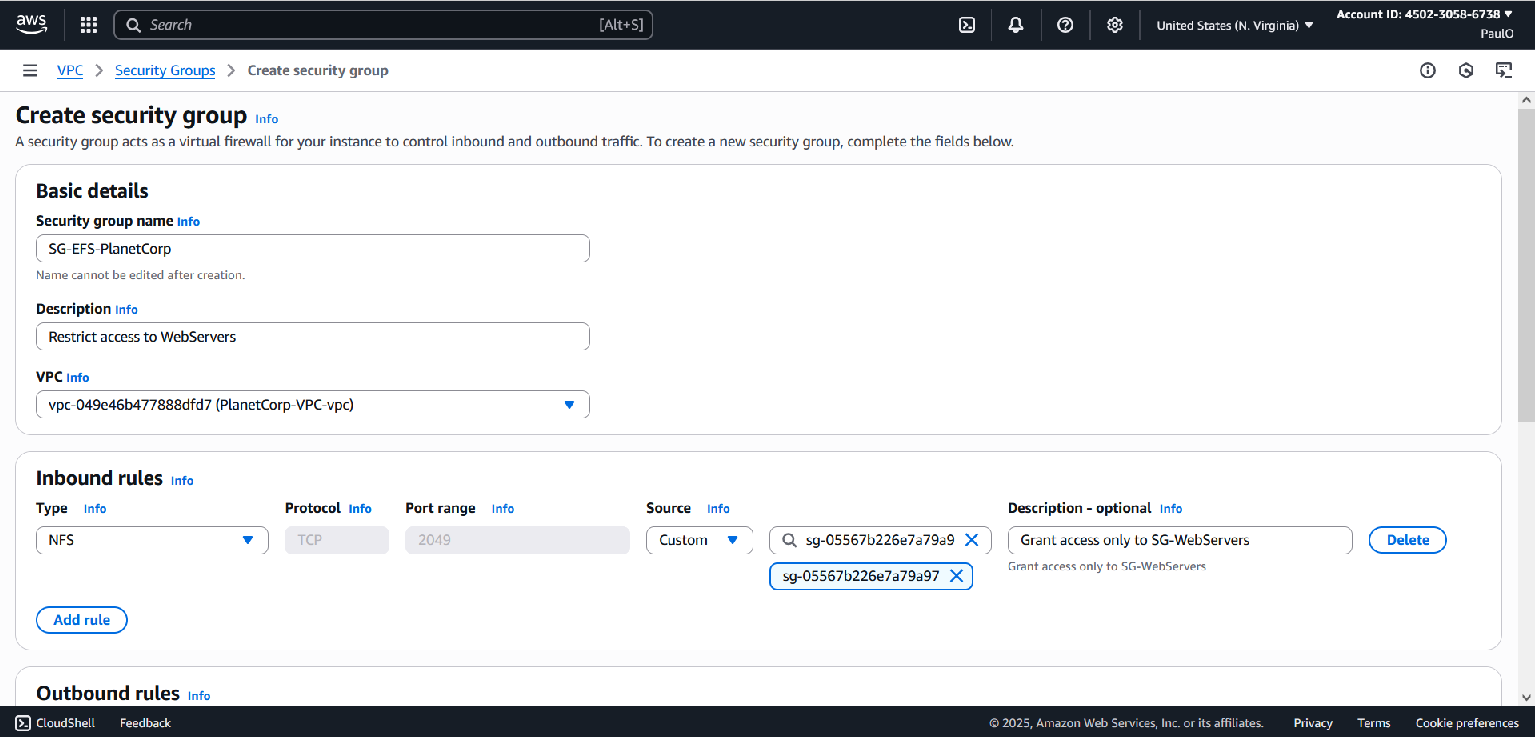 aws
Search
[Alt+S]
United States (N. Virginia)
Account ID: 4502-3058-6738
PaulO
VPC
Security Groups
Create security group
Create security group Info
A security group acts as a virtual firewall for your instance to control inbound and outbound traffic. To create a new security group, complete the fields below.
Basic details
Security group name Info
SG-EFS-PlanetCorp
Name cannot be edited after creation.
Description Info
Restrict access to WebServers
VPC Info
vpc-049e46b477888dfd7 (PlanetCorp-VPC-vpc)
Inbound rules Info
Type Info Protocol Info Port range Info Source Info Description - optional Info
NFS TCP 2049 Custom sg-05567b226e7a79a9 Grant access only to SG-WebServers Delete
Grant access only to SG-WebServers
sg-05567b226e7a79a97
Add rule
Outbound rules Info
CloudShell Feedback © 2025, Amazon Web Services, Inc. or its affiliates. Privacy Terms Cookie preferences